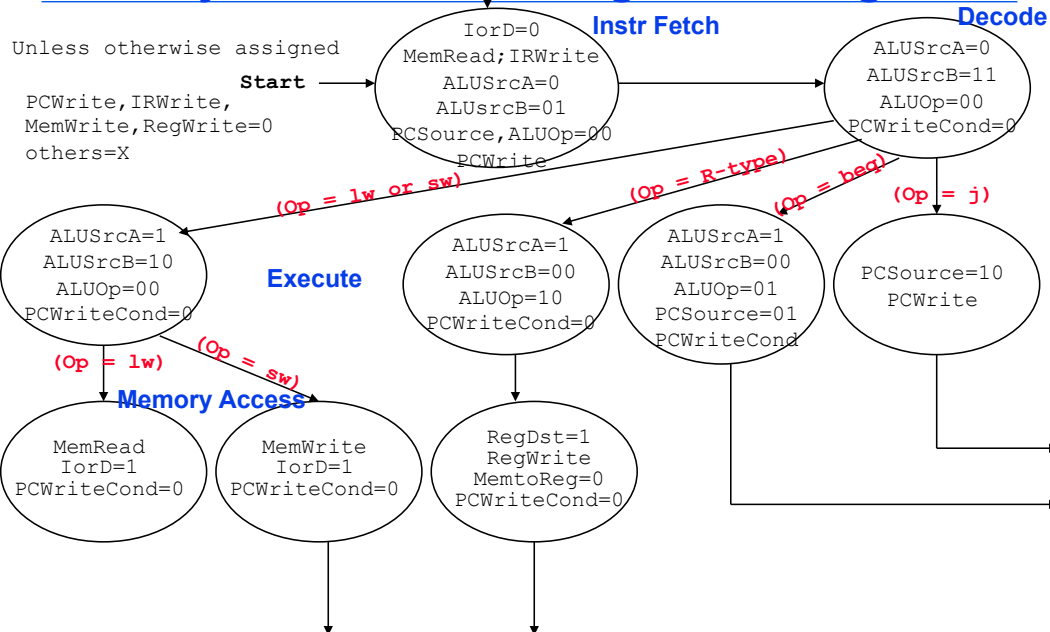 Instr Fetch
Decode
Unless otherwise assigned
Start
PCWrite,IRWrite,
MemWrite,RegWrite=0
others=X
IorD=0
MemRead;IRWrite
ALUSrcA=0
ALUsrcB=01
PCSource,ALUOp=00
PCWrite
ALUSrcA=0
ALUSrcB=11
ALUOp=00
PCWriteCond=0
(Op = lw or sw)
(Op = R-type)
(Op = beq)
(Op = j)
ALUSrcA=1
ALUSrcB=10
ALUOp=00
PCWriteCond=0
Execute
ALUSrcA=1
ALUSrcB=00
ALUOp=10
PCWriteCond=0
ALUSrcA=1
ALUSrcB=00
ALUOp=01
PCSource=01
PCWriteCond
PCSource=10
PCWrite
(Op = lw)
(Op = sw)
Memory Access
MemRead
IorD=1
PCWriteCond=0
MemWrite
IorD=1
PCWriteCond=0
RegDst=1
RegWrite
MemtoReg=0
PCWriteCond=0